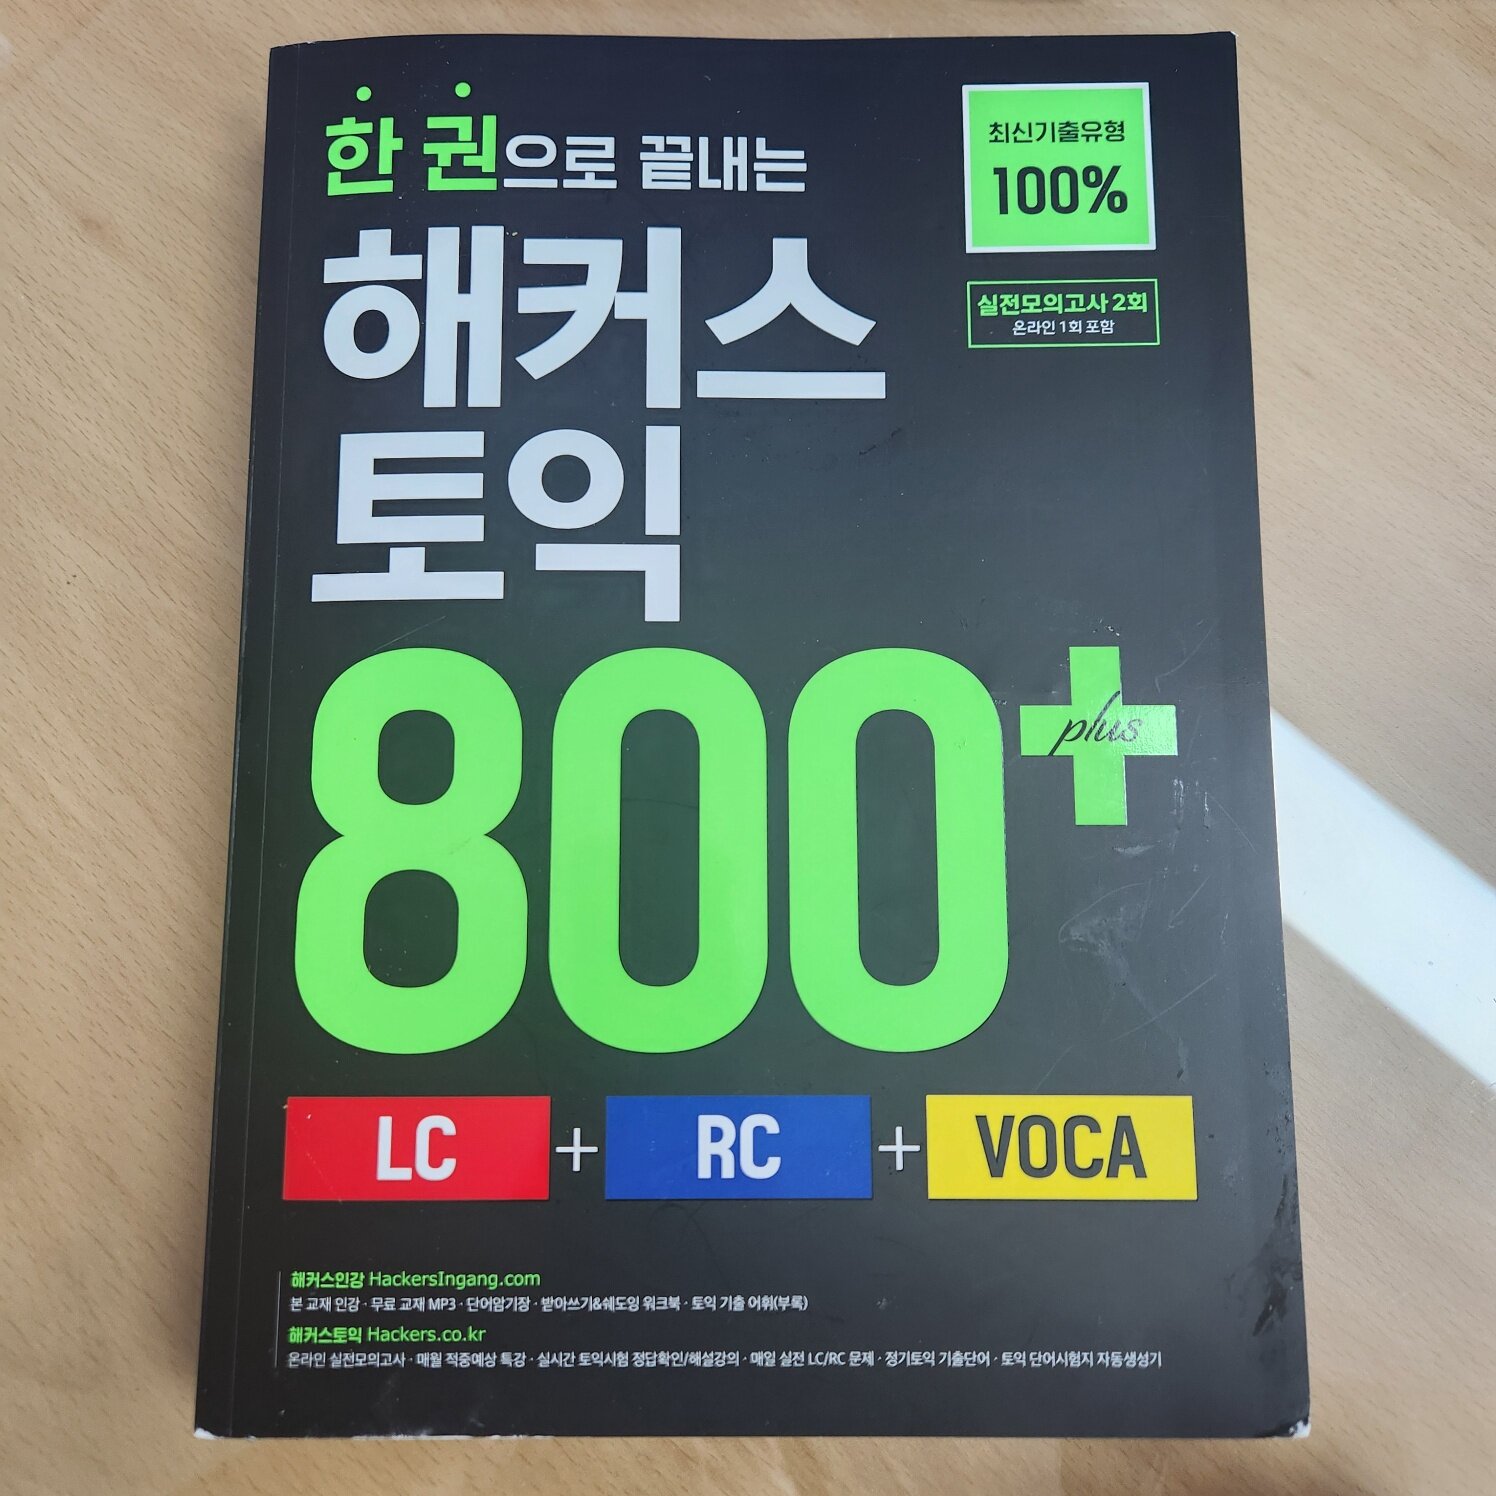 한 권으로 끝내는
해커스
토익
800+
plus
최신기출유형
100%
실전모의고사 2회
온라인 1회 포함
LC + RC + VOCA
해커스인강 HackersIngang.com
본 교재 인강 · 무료 교재 MP3 · 단어암기장 · 받아쓰기&쉐도잉 워크북 · 토익 기출 어휘(부록)
해커스토익 Hackers.co.kr
온라인 실전모의고사 · 매월 적중예상 특강 · 실시간 토익시험 정답확인/해설강의 · 매일 실전 LC/RC 문제 · 정기토익 기출단어 · 토익 단어시험지 자동생성기